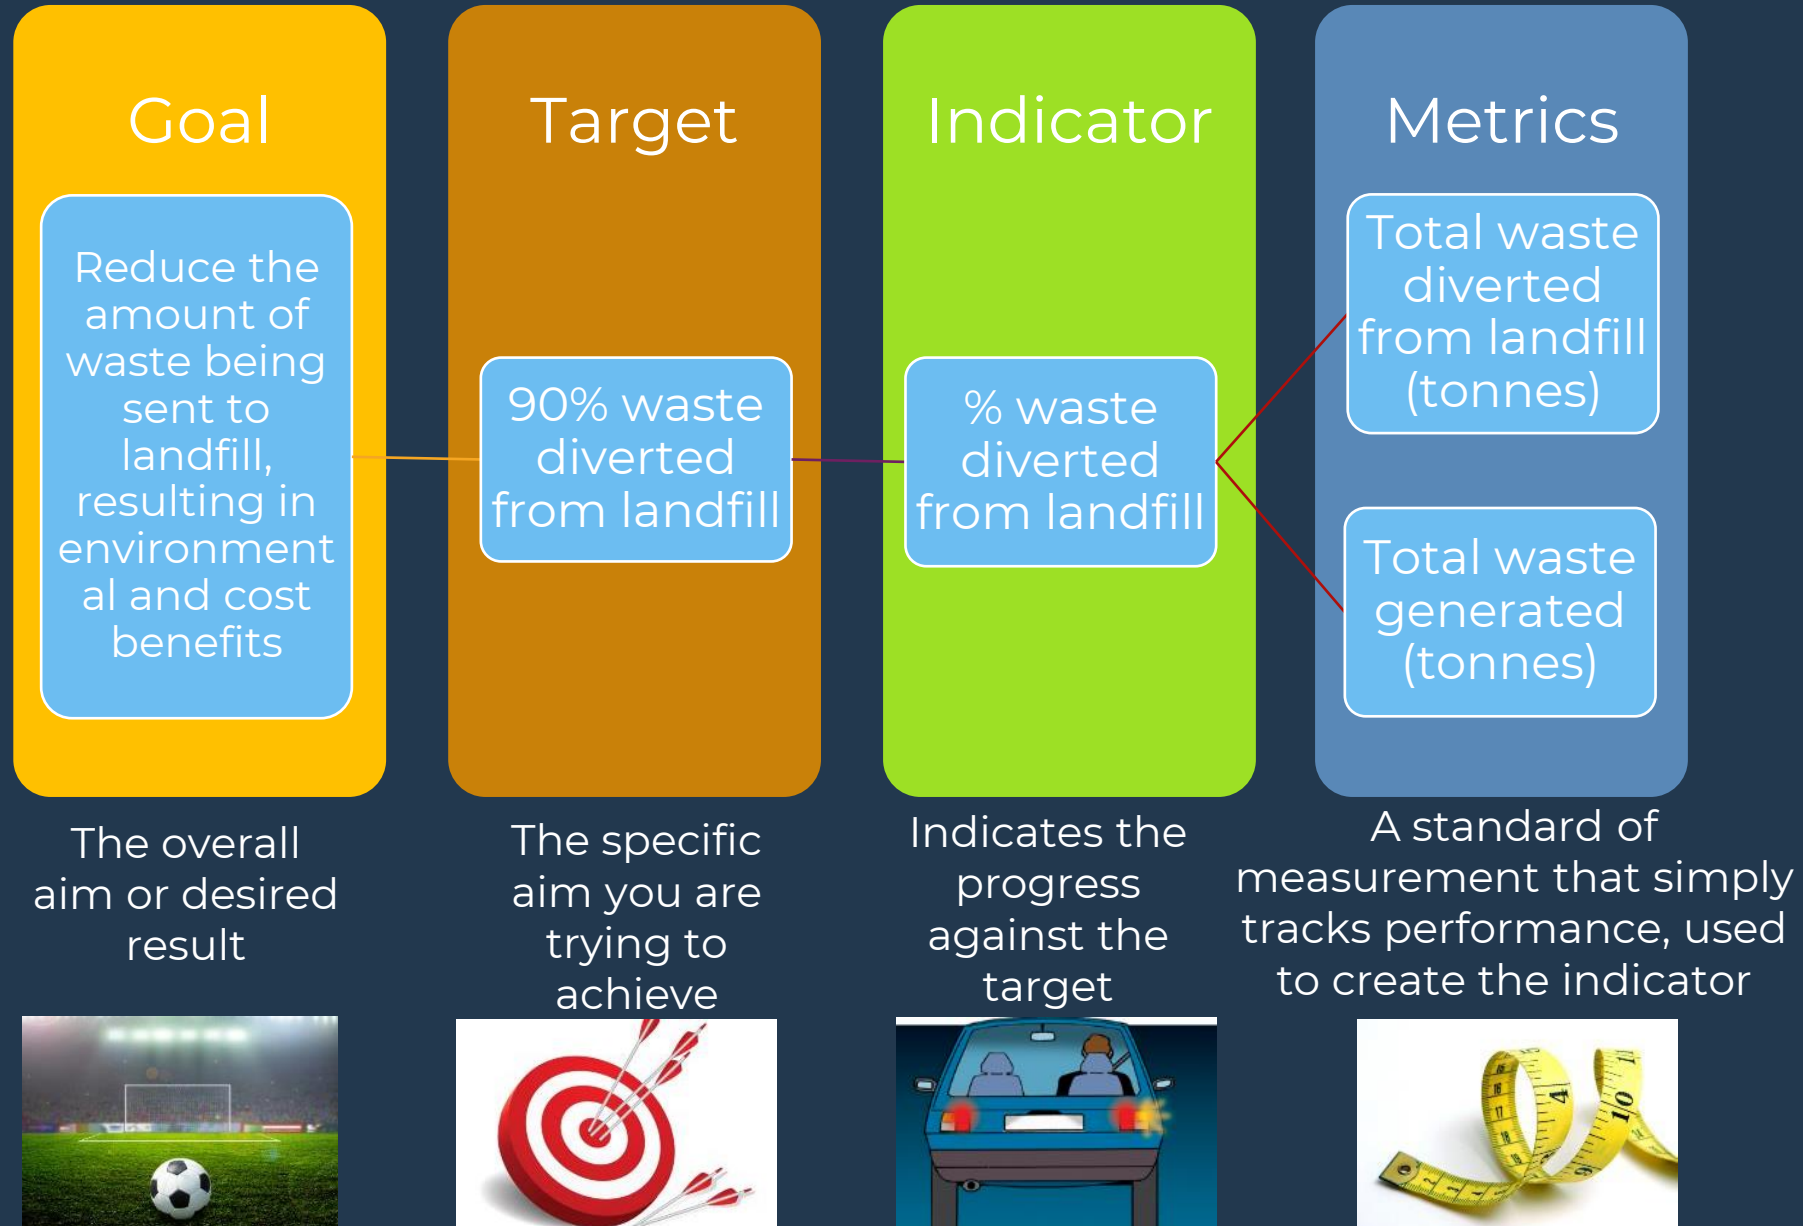 Goal
Reduce the
amount of
waste being
sent to
landfill,
resulting in
environment
al and cost
benefits
The overall
aim or desired
result
Target
90% waste
diverted
from landfill
The specific
aim you are
trying to
achieve
Indicator
% waste
diverted
from landfill
Indicates the
progress
against the
target
Metrics
Total waste
diverted
from landfill
(tonnes)
Total waste
generated
(tonnes)
A standard of
measurement that simply
tracks performance, used
to create the indicator
4
10
9